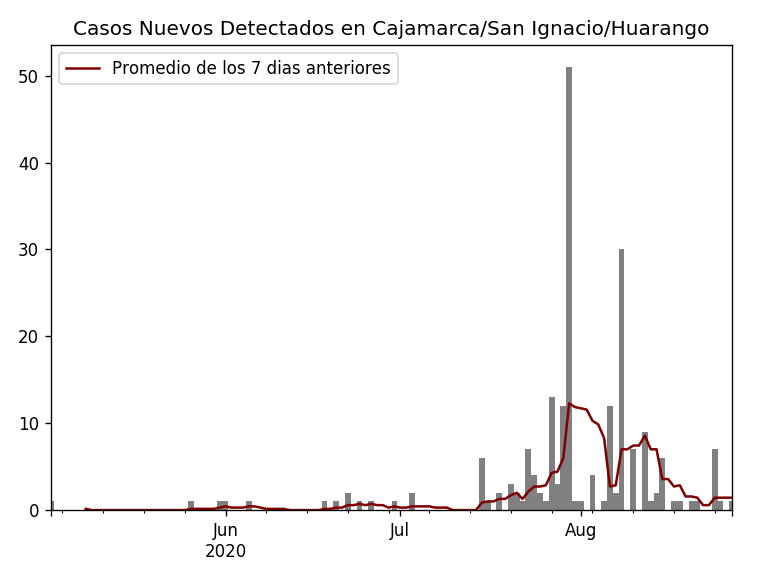 Casos Nuevos Detectados en Cajamarca/San Ignacio/Huarango
Promedio de los 7 dias anteriores
50
40
30
20
10
0
Jun
2020
Jul
Aug